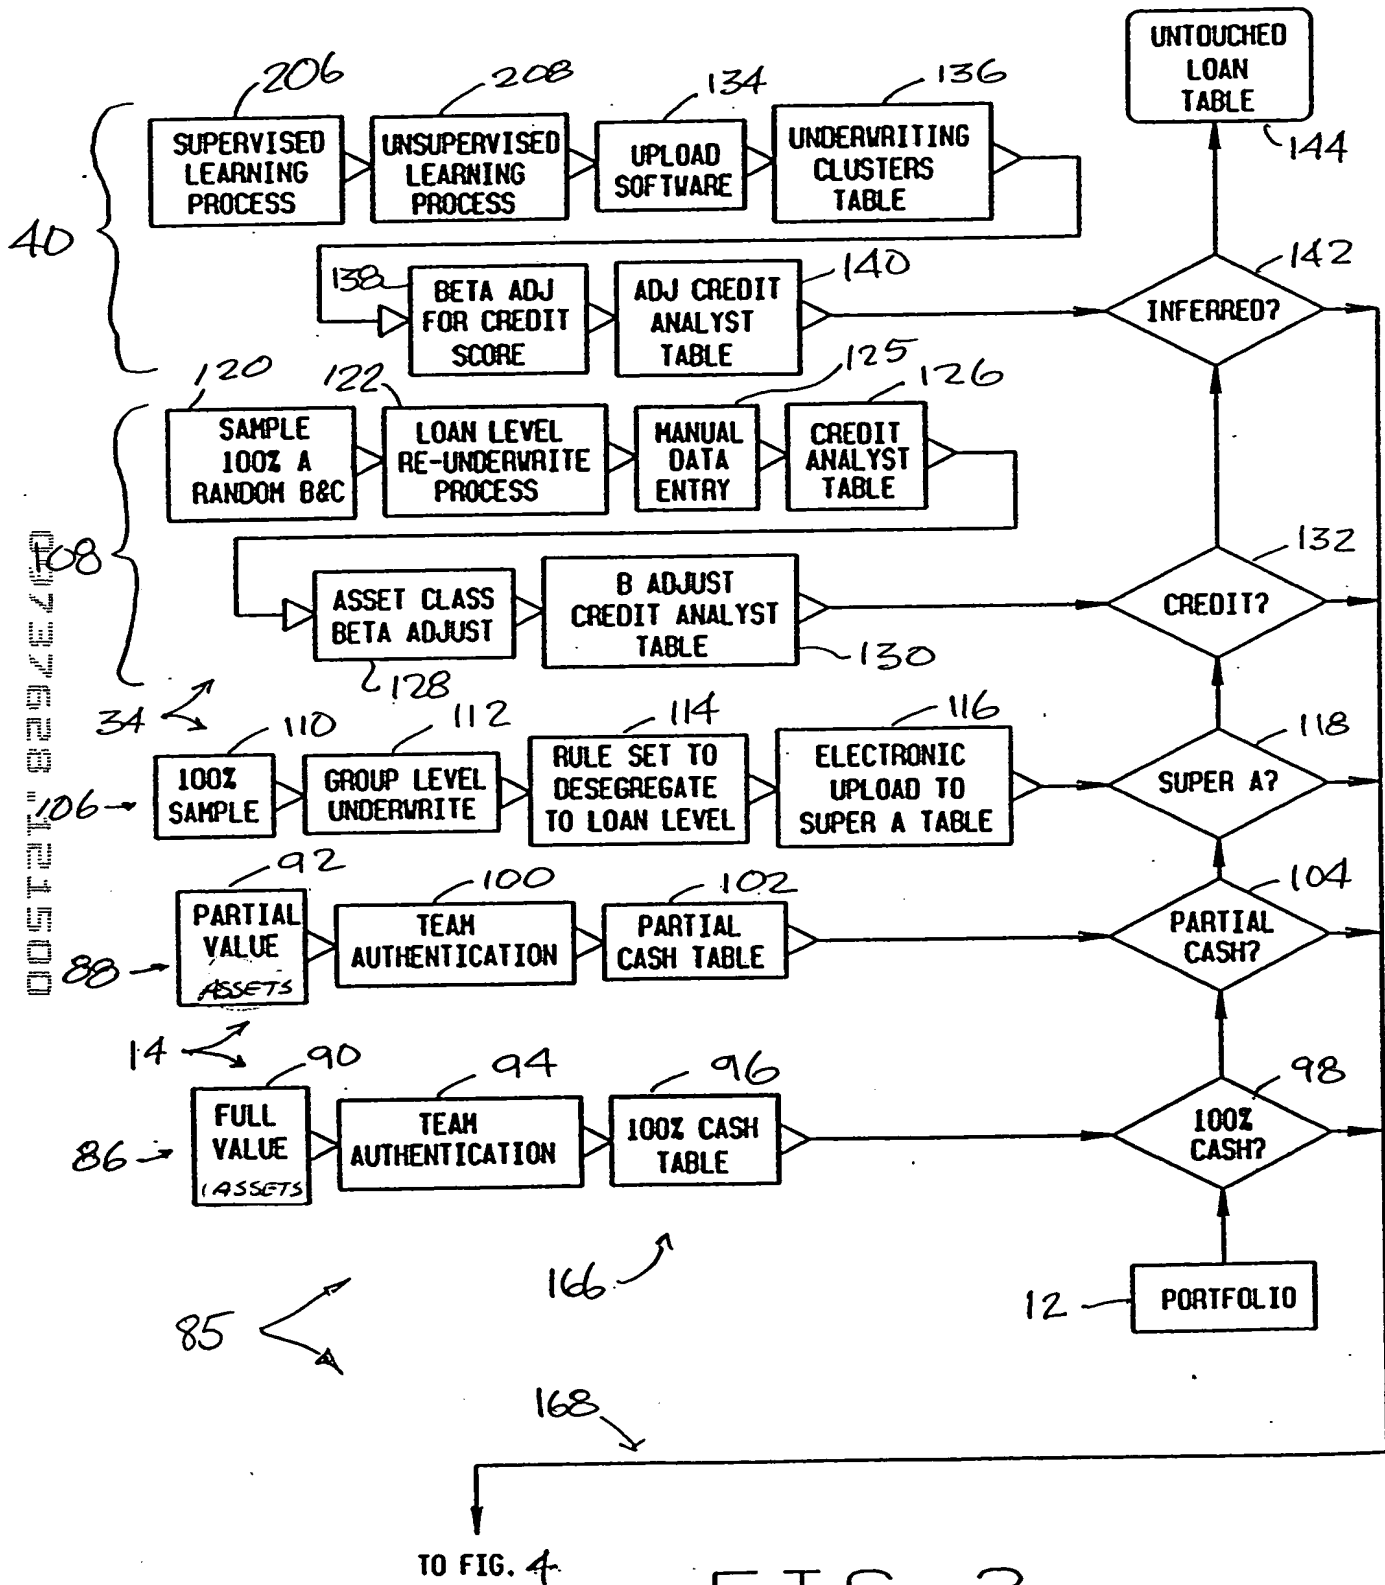 UNTOUCHED
LOAN
TABLE
144
206
208
134
136
SUPERVISED
LEARNING
PROCESS
UNSUPERVISED
LEARNING
PROCESS
UPLOAD
SOFTWARE
UNDERWRITING
CLUSTERS
TABLE
40
138
BETA ADJ
FOR CREDIT
SCORE
140
ADJ CREDIT
ANALYST
TABLE
142
INFERRED?
120
122
125
126
SAMPLE
100% A
RANDOM B&C
LOAN LEVEL
RE-UNDERWRITE
PROCESS
MANUAL
DATA
ENTRY
CREDIT
ANALYST
TABLE
108
ASSET CLASS
BETA ADJUST
128
B ADJUST
CREDIT ANALYST
TABLE
130
132
CREDIT?
34
110
112
114
116
118
106
100%
SAMPLE
GROUP LEVEL
UNDERWRITE
RULE SET TO
DESEGREGATE
TO LOAN LEVEL
ELECTRONIC
UPLOAD TO
SUPER A TABLE
SUPER A?
92
100
102
104
88
PARTIAL
VALUE
ASSETS
TEAM
AUTHENTICATION
PARTIAL
CASH TABLE
PARTIAL
CASH?
14
90
94
96
98
86
FULL
VALUE
ASSETS
TEAM
AUTHENTICATION
100% CASH
TABLE
100%
CASH?
166
12
PORTFOLIO
85
168
TO FIG. 4